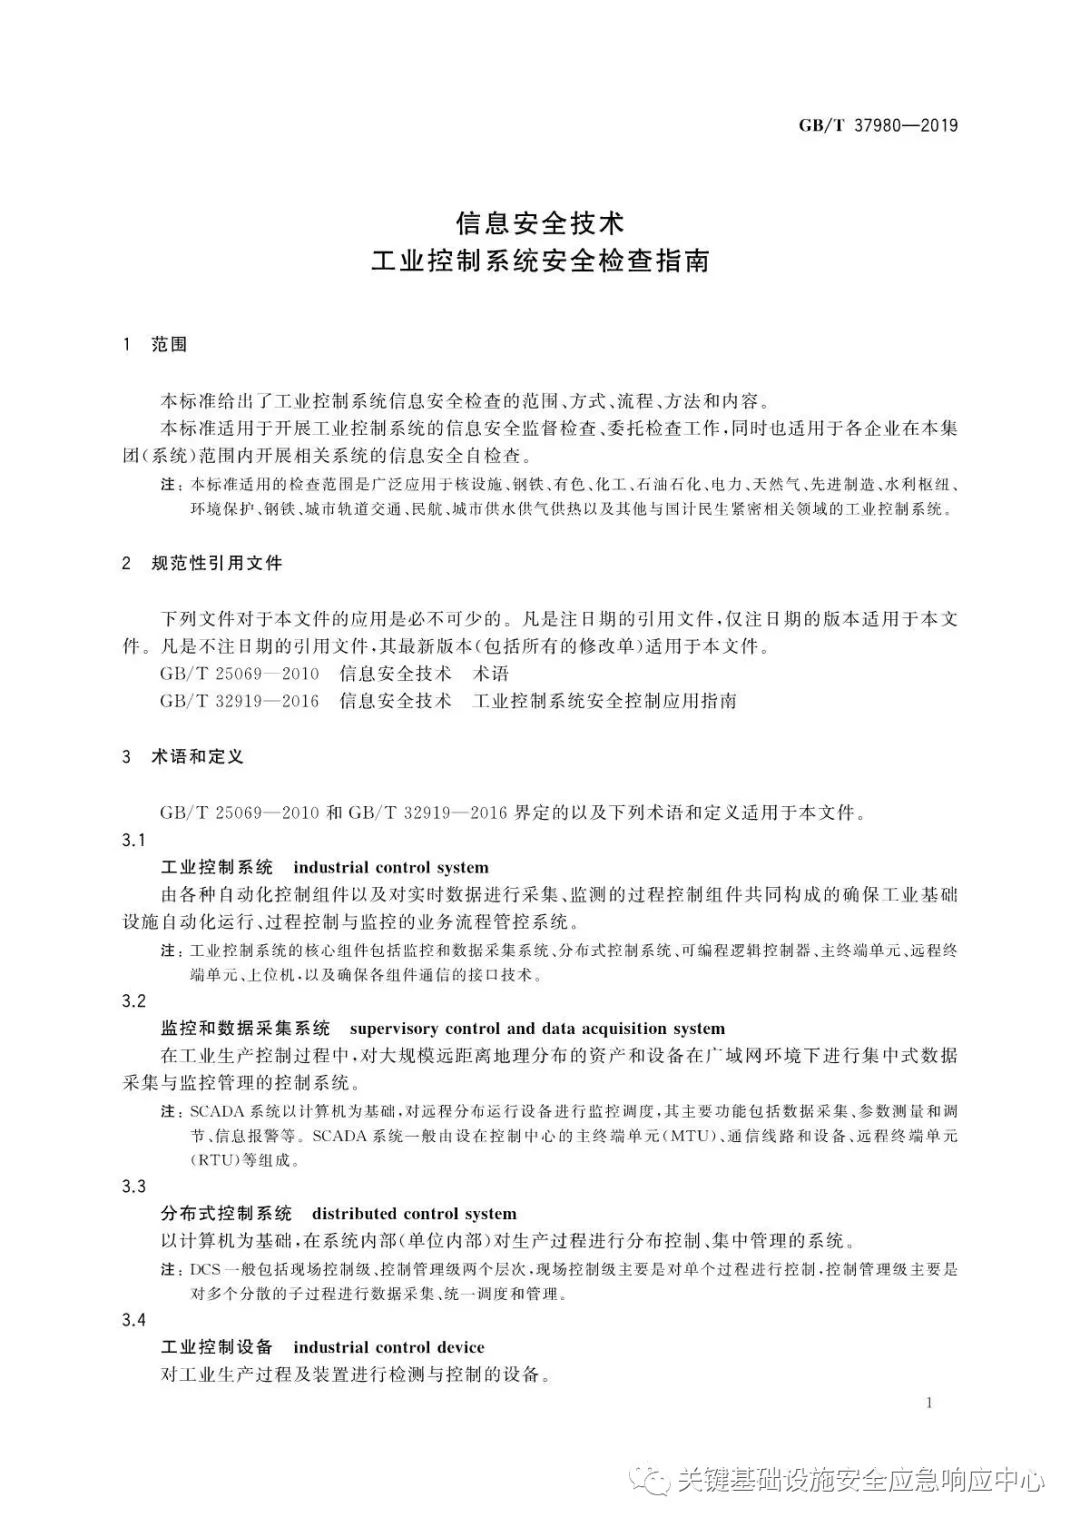 GB/T 37980—2019
信息安全技术
工业控制系统安全检查指南
1 范围
本标准给出了工业控制系统信息安全检查的范围、方式、流程、方法和内容。
本标准适用于开展工业控制系统的信息安全监督检查、委托检查工作,同时也适用于各企业在本集
团(系统)范围内开展相关系统的信息安全自检查。
注:本标准适用的检查范围是广泛应用于核设施、钢铁、有色、化工、石油石化、电力、天然气、先进制造、水利枢纽、
环境保护、钢铁、城市轨道交通、民航、城市供水供气供热以及其他与国计民生紧密相关领域的工业控制系统。
2 规范性引用文件
下列文件对于本文件的应用是必不可少的。凡是注日期的引用文件,仅注日期的版本适用于本文
件。凡是不注日期的引用文件,其最新版本(包括所有的修改单)适用于本文件。
GB/T 25069—2010 信息安全技术 术语
GB/T 32919—2016 信息安全技术 工业控制系统安全控制应用指南
3 术语和定义
GB/T 25069—2010 和 GB/T 32919—2016 界定的以及下列术语和定义适用于本文件。
3.1
工业控制系统 industrial control system
由各种自动化控制组件以及对实时数据进行采集、监测的过程控制组件共同构成的确保工业基础
设施自动化运行、过程控制与监控的业务流程管控系统。
注:工业控制系统的核心组件包括监控和数据采集系统、分布式控制系统、可编程逻辑控制器、主终端单元、远程终
端单元、上位机,以及确保各组件通信的接口技术。
3.2
监控和数据采集系统 supervisory control and data acquisition system
在工业生产控制过程中,对大规模远距离地理分布的资产和设备在广域网环境下进行集中式数据
采集与监控管理的控制系统。
注:SCADA 系统以计算机为基础,对远程分布运行设备进行监控调度,其主要功能包括数据采集、参数测量和调
节、信息报警等。SCADA 系统一般由设在控制中心的主终端单元(MTU)、通信线路和设备、远程终端单元
(RTU)等组成。
3.3
分布式控制系统 distributed control system
以计算机为基础,在系统内部(单位内部)对生产过程进行分布控制、集中管理的系统。
注:DCS 一般包括现场控制级、控制管理级两个层次,现场控制级主要是对单个过程进行控制,控制管理级主要是
对多个分散的子过程进行数据采集、统一调度和管理。
3.4
工业控制设备 industrial control device
对工业生产过程及装置进行检测与控制的设备。
1
关键基础设施安全应急响应中心